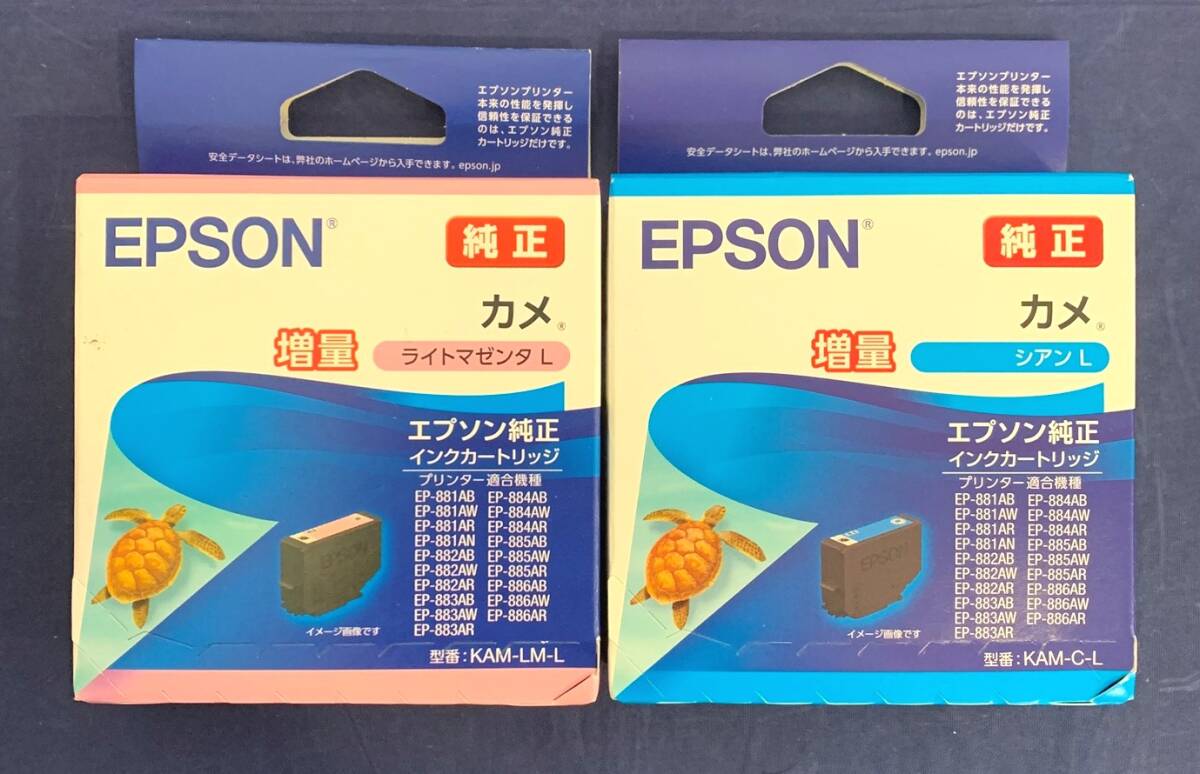 エプソンプリンター
本来の性能を発揮し
信頼性を保証できる
のは、エプソン純正
カートリッジだけです。
安全データシートは、弊社のホームページから入手できます。epson.jp
EPSON®
純正
カメ®
増量
ライトマゼンタ L
エプソン純正
インクカートリッジ
プリンター適合機種
EP-881AB EP-884AB
EP-881AW EP-884AW
EP-881AR EP-884AR
EP-881AN EP-885AB
EP-882AB EP-885AW
EP-882AW EP-885AR
EP-882AR EP-886AB
EP-883AB EP-886AW
EP-883AW EP-886AR
EP-883AR
EPSON
イメージ画像です
型番:KAM-LM-L
エプソンプリンター
本来の性能を発揮し
信頼性を保証できる
のは、エプソン純正
カートリッジだけです。
安全データシートは、弊社のホームページから入手できます。epson.jp
EPSON®
純正
カメ®
増量
シアン L
エプソン純正
インクカートリッジ
プリンター適合機種
EP-881AB EP-884AB
EP-881AW EP-884AW
EP-881AR EP-884AR
EP-881AN EP-885AB
EP-882AB EP-885AW
EP-882AW EP-885AR
EP-882AR EP-886AB
EP-883AB EP-886AW
EP-883AW EP-886AR
EP-883AR
EPSON
イメージ画像です
型番:KAM-C-L